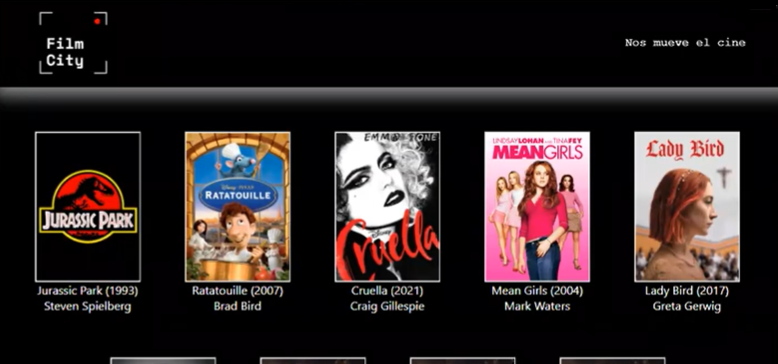 Film
City
Nos mueve el cine
JURASSIC PARK
Disney PIXAR
RATATOUILLE
EMMA STONE
Disney
Cruella
LINDSAY LOHAN TINA FEY
MEAN GIRLS
Lady Bird
Jurassic Park (1993)
Steven Spielberg
Ratatouille (2007)
Brad Bird
Cruella (2021)
Craig Gillespie
Mean Girls (2004)
Mark Waters
Lady Bird (2017)
Greta Gerwig